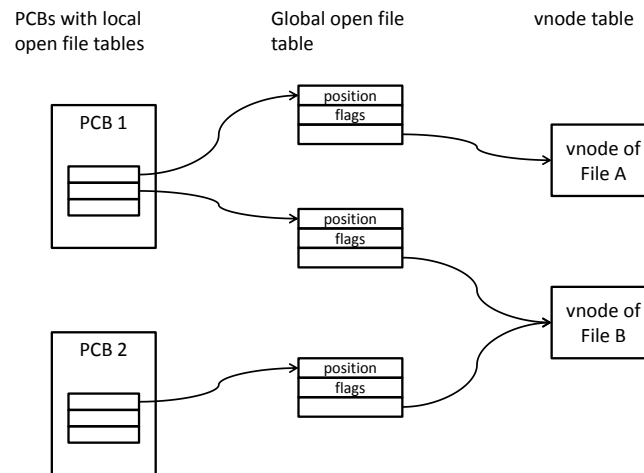 PCBs with local
open file tables
Global open file
table
vnode table
PCB 1
position
flags
vnode of
File A
position
flags
vnode of
File B
PCB 2
position
flags